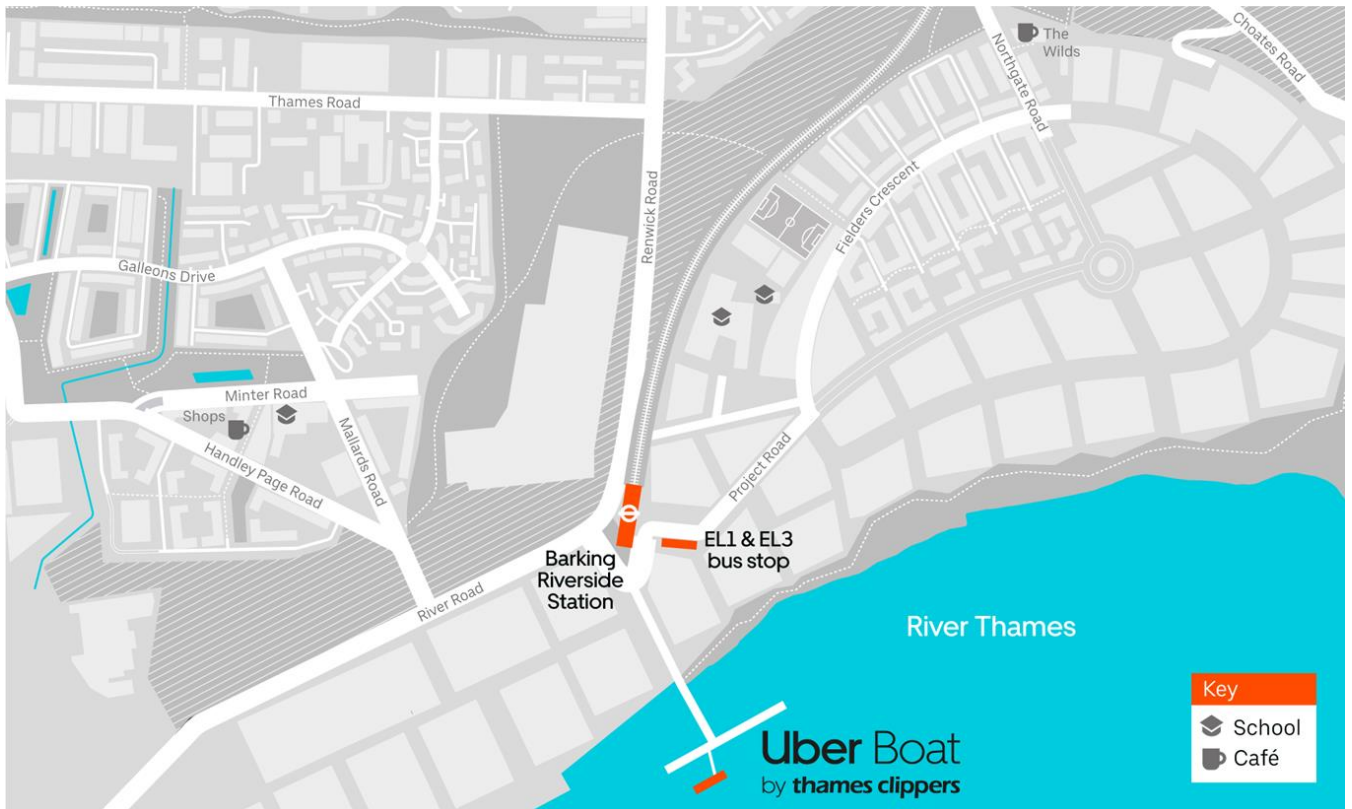 The
Wilds
Choates Road
Northgate Road
Thames Road
Renwick Road
Fielders Crescent
Galleons Drive
Minter Road
Shops
Mallards Road
Handley Page Road
Project Road
EL1 & EL3
bus stop
Barking
Riverside
Station
River Road
River Thames
Key
School
Café
Uber Boat
by thames clippers